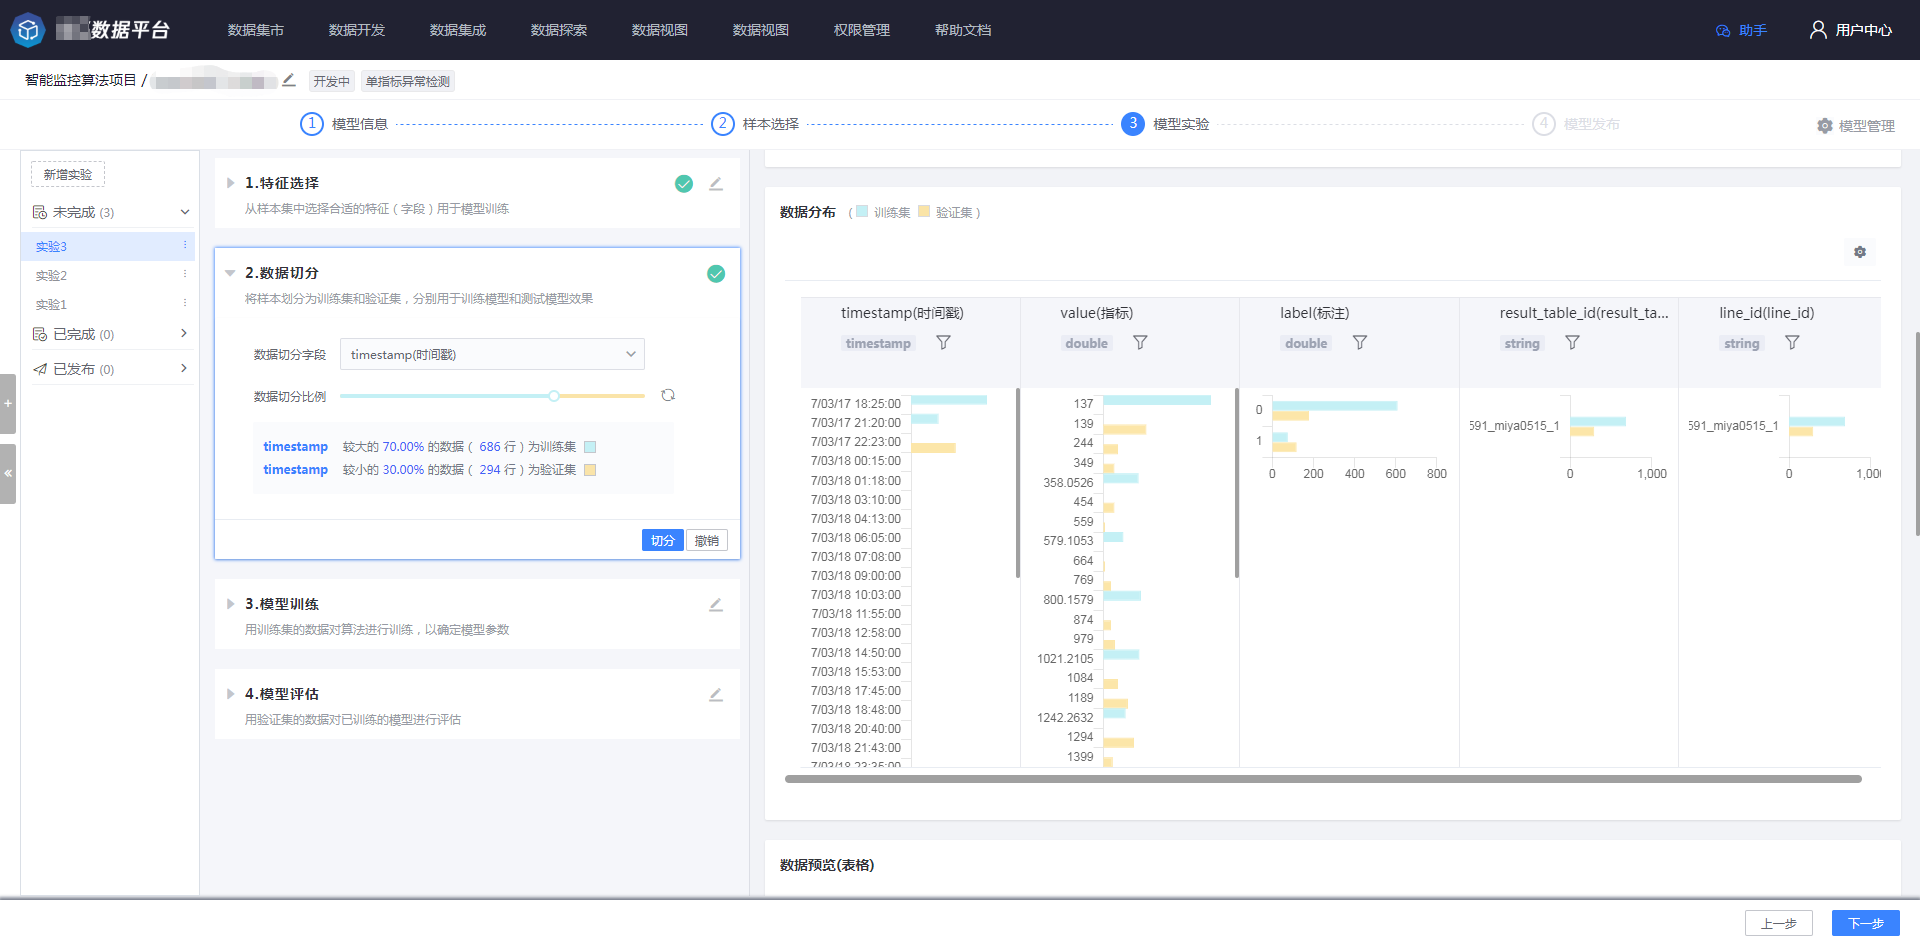 数据平台
数据集市 数据开发 数据集成 数据探索 数据视图 数据视图 权限管理 帮助文档
助手 用户中心
智能监控算法项目 /
开发中 单指标异常检测
1 模型信息 2 样本选择 3 模型实验 4 模型发布
模型管理
新增实验
未完成 (3)
实验3
实验2
实验1
已完成 (0)
已发布 (0)
+
«
1.特征选择
从样本集中选择合适的特征 ( 字段 ) 用于模型训练
2.数据切分
将样本划分为训练集和验证集，分别用于训练模型和测试模型效果
数据切分字段 timestamp(时间戳)
数据切分比例
timestamp 较大的 70.00% 的数据 ( 686 行 ) 为训练集
timestamp 较小的 30.00% 的数据 ( 294 行 ) 为验证集
切分 撤销
3.模型训练
用训练集的数据对算法进行训练，以确定模型参数
4.模型评估
用验证集的数据对已训练的模型进行评估
数据分布 ( 训练集 验证集 )
timestamp(时间戳) value(指标) label(标注) result_table_id(result_ta... line_id(line_id)
timestamp double double string string
7/03/17 18:25:00
7/03/17 21:20:00
7/03/17 22:23:00
7/03/18 00:15:00
7/03/18 01:18:00
7/03/18 03:10:00
7/03/18 04:13:00
7/03/18 06:05:00
7/03/18 07:08:00
7/03/18 09:00:00
7/03/18 10:03:00
7/03/18 11:55:00
7/03/18 12:58:00
7/03/18 14:50:00
7/03/18 15:53:00
7/03/18 17:45:00
7/03/18 18:48:00
7/03/18 20:40:00
7/03/18 21:43:00
7/03/18 23:35:00
137
139
244
349
358.0526
454
559
579.1053
664
769
800.1579
874
979
1021.2105
1084
1189
1242.2632
1294
1399
0
1
0 200 400 600 800
591_miya0515_1
0 1,000
591_miya0515_1
0 1,000
数据预览(表格)
上一步 下一步